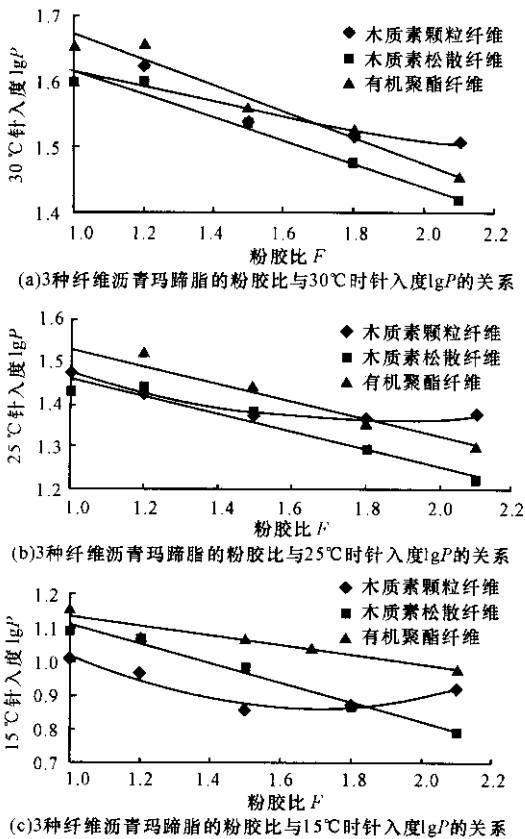 30℃针入度lgP
1.7
1.6
1.5
1.4
1.0
1.2
1.4
1.6
1.8
2.0
2.2
木质素颗粒纤维
木质素松散纤维
有机聚酯纤维
粉胶比 F
(a)3种纤维沥青玛蹄脂的粉胶比与30℃时针入度lgP的关系
25℃针入度lgP
1.6
1.5
1.4
1.3
1.2
1.0
1.2
1.4
1.6
1.8
2.0
2.2
木质素颗粒纤维
木质素松散纤维
有机聚酯纤维
粉胶比 F
(b)3种纤维沥青玛蹄脂的粉胶比与25℃时针入度lgP的关系
15℃针入度lgP
1.2
1.1
1.0
0.9
0.8
0.7
1.0
1.2
1.4
1.6
1.8
2.0
2.2
木质素颗粒纤维
木质素松散纤维
有机聚酯纤维
粉胶比 F
(c)3种纤维沥青玛蹄脂的粉胶比与15℃时针入度lgP的关系